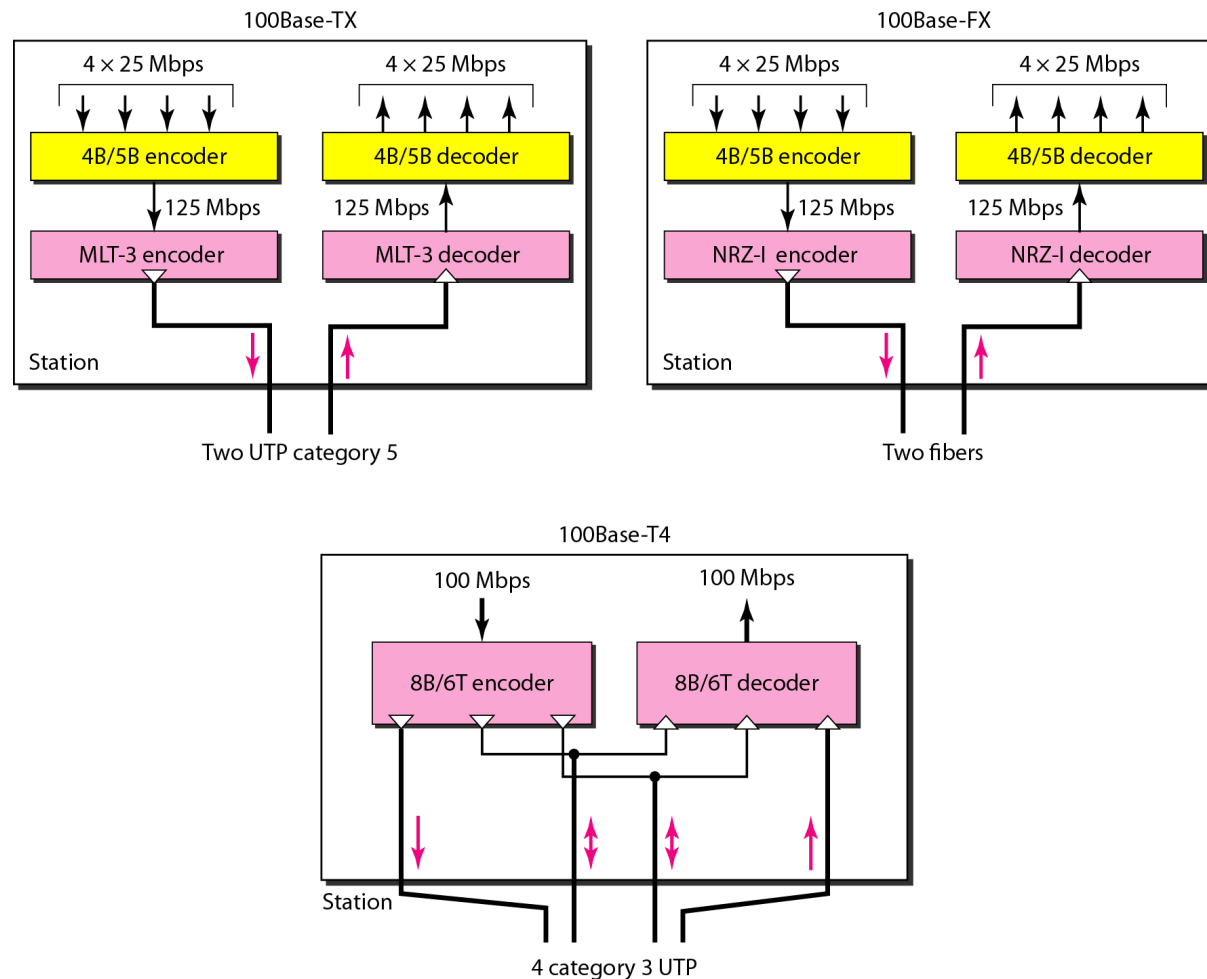 100Base-TX
4 × 25 Mbps
4 × 25 Mbps
4B/5B encoder
4B/5B decoder
125 Mbps
125 Mbps
MLT-3 encoder
MLT-3 decoder
Station
Two UTP category 5
100Base-FX
4 × 25 Mbps
4 × 25 Mbps
4B/5B encoder
4B/5B decoder
125 Mbps
125 Mbps
NRZ-I encoder
NRZ-I decoder
Station
Two fibers
100Base-T4
100 Mbps
100 Mbps
8B/6T encoder
8B/6T decoder
Station
4 category 3 UTP